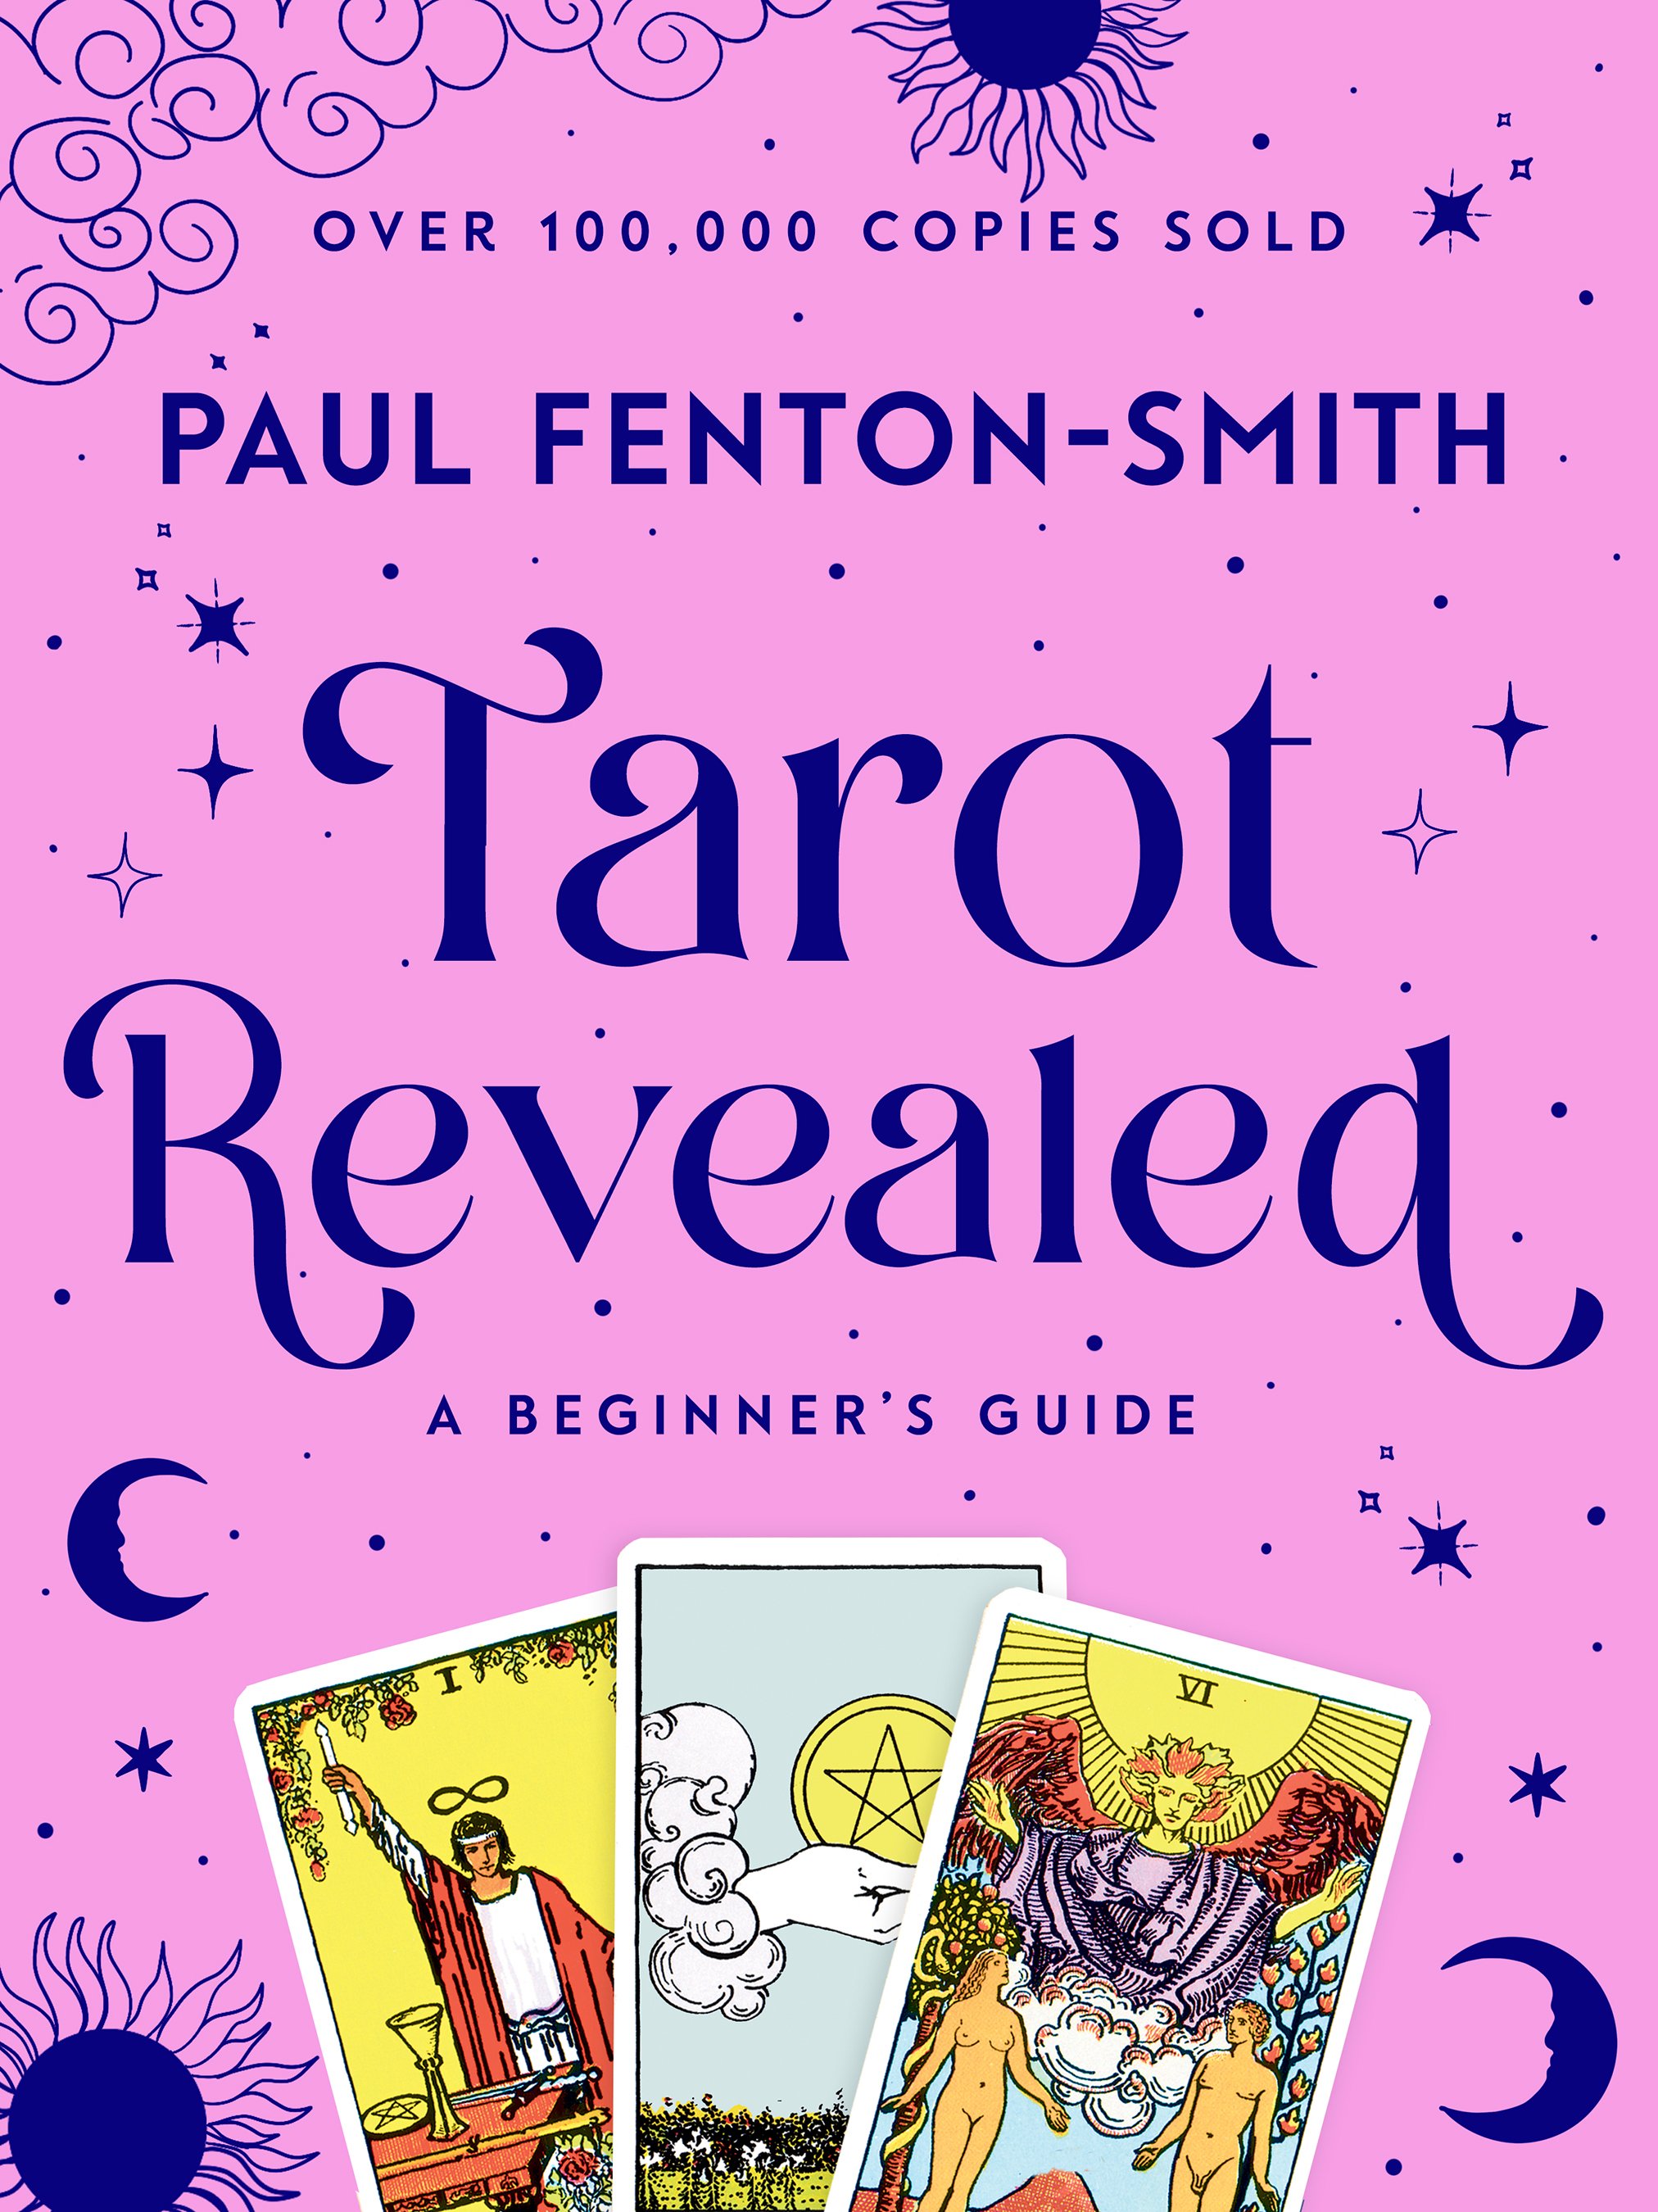 OVER 100,000 COPIES SOLD
PAUL FENTON-SMITH
Tarot
Revealed
A BEGINNER’S GUIDE
I
VI